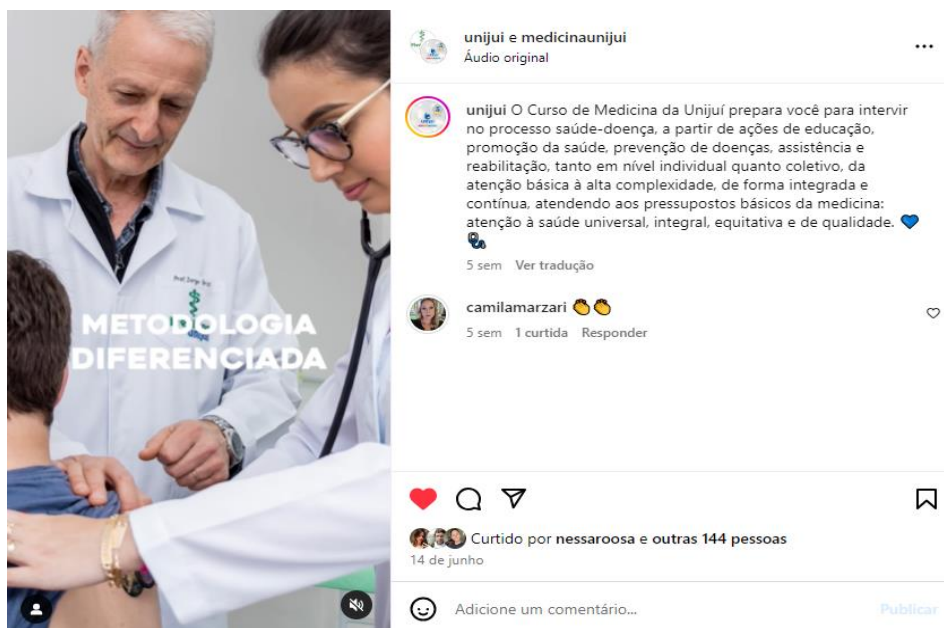 METODOLOGIA
DIFERENCIADA
unijui e medicinaunijui
Áudio original
unijui O Curso de Medicina da Unijuí prepara você para intervir
no processo saúde-doença, a partir de ações de educação,
promoção da saúde, prevenção de doenças, assistência e
reabilitação, tanto em nível individual quanto coletivo, da
atenção básica à alta complexidade, de forma integrada e
contínua, atendendo aos pressupostos básicos da medicina:
atenção à saúde universal, integral, equitativa e de qualidade. 💙
🩺
5 sem Ver tradução
camilamarzari 👏👏
5 sem 1 curtida Responder
Curtido por nessaroosa e outras 144 pessoas
14 de junho
Adicione um comentário...
Publicar